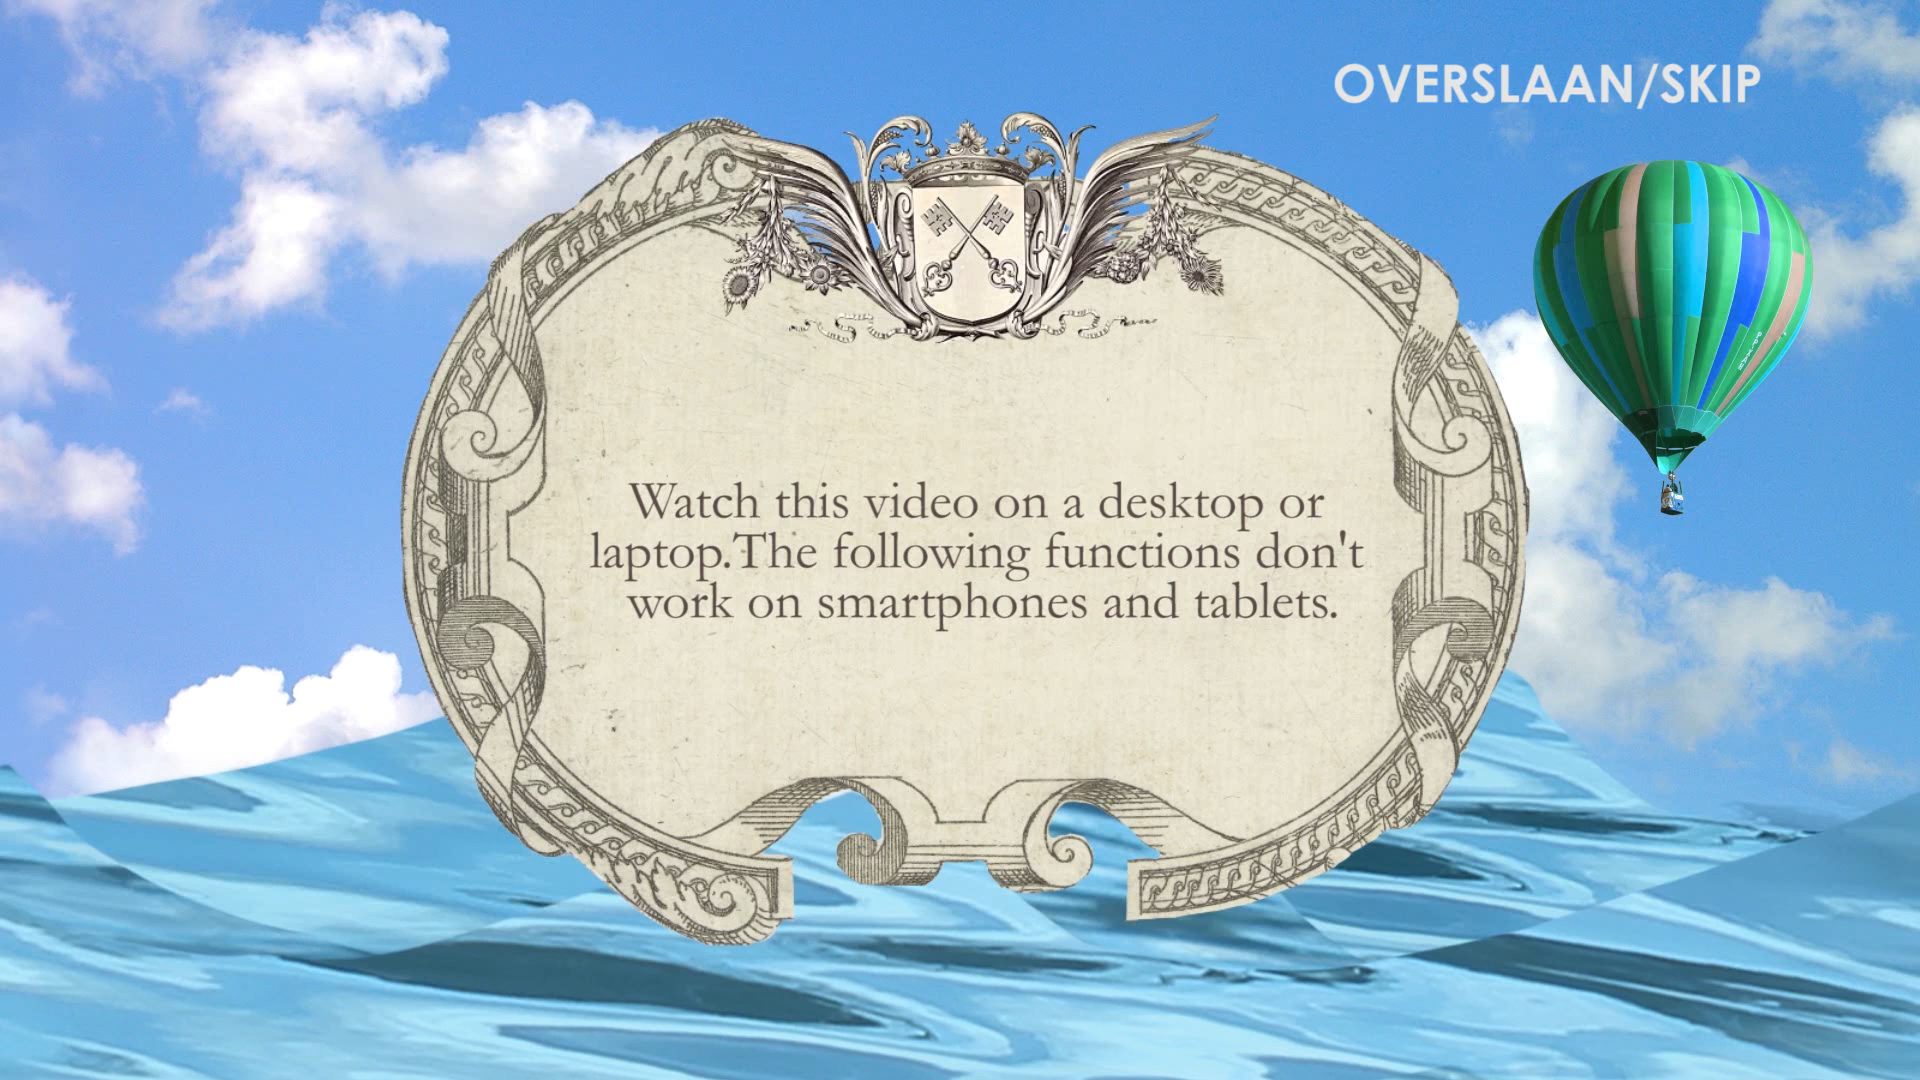 OVERSLAAN/SKIP
Watch this video on a desktop or
laptop.The following functions don't
work on smartphones and tablets.